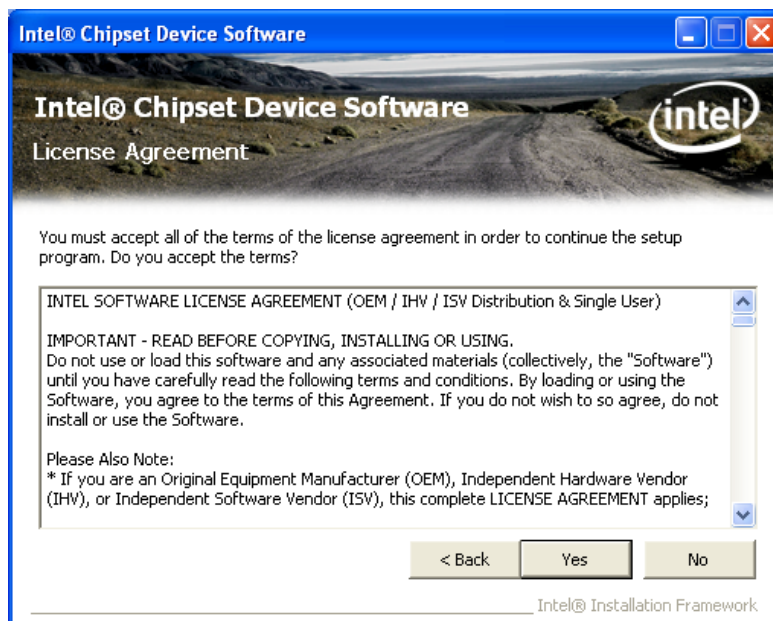 Intel® Chipset Device Software
Intel® Chipset Device Software
intel
License Agreement
You must accept all of the terms of the license agreement in order to continue the setup
program. Do you accept the terms?
INTEL SOFTWARE LICENSE AGREEMENT (OEM / IHV / ISV Distribution & Single User)
IMPORTANT - READ BEFORE COPYING, INSTALLING OR USING.
Do not use or load this software and any associated materials (collectively, the "Software")
until you have carefully read the following terms and conditions. By loading or using the
Software, you agree to the terms of this Agreement. If you do not wish to so agree, do not
install or use the Software.
Please Also Note:
* If you are an Original Equipment Manufacturer (OEM), Independent Hardware Vendor
(IHV), or Independent Software Vendor (ISV), this complete LICENSE AGREEMENT applies;
< Back Yes No
Intel® Installation Framework